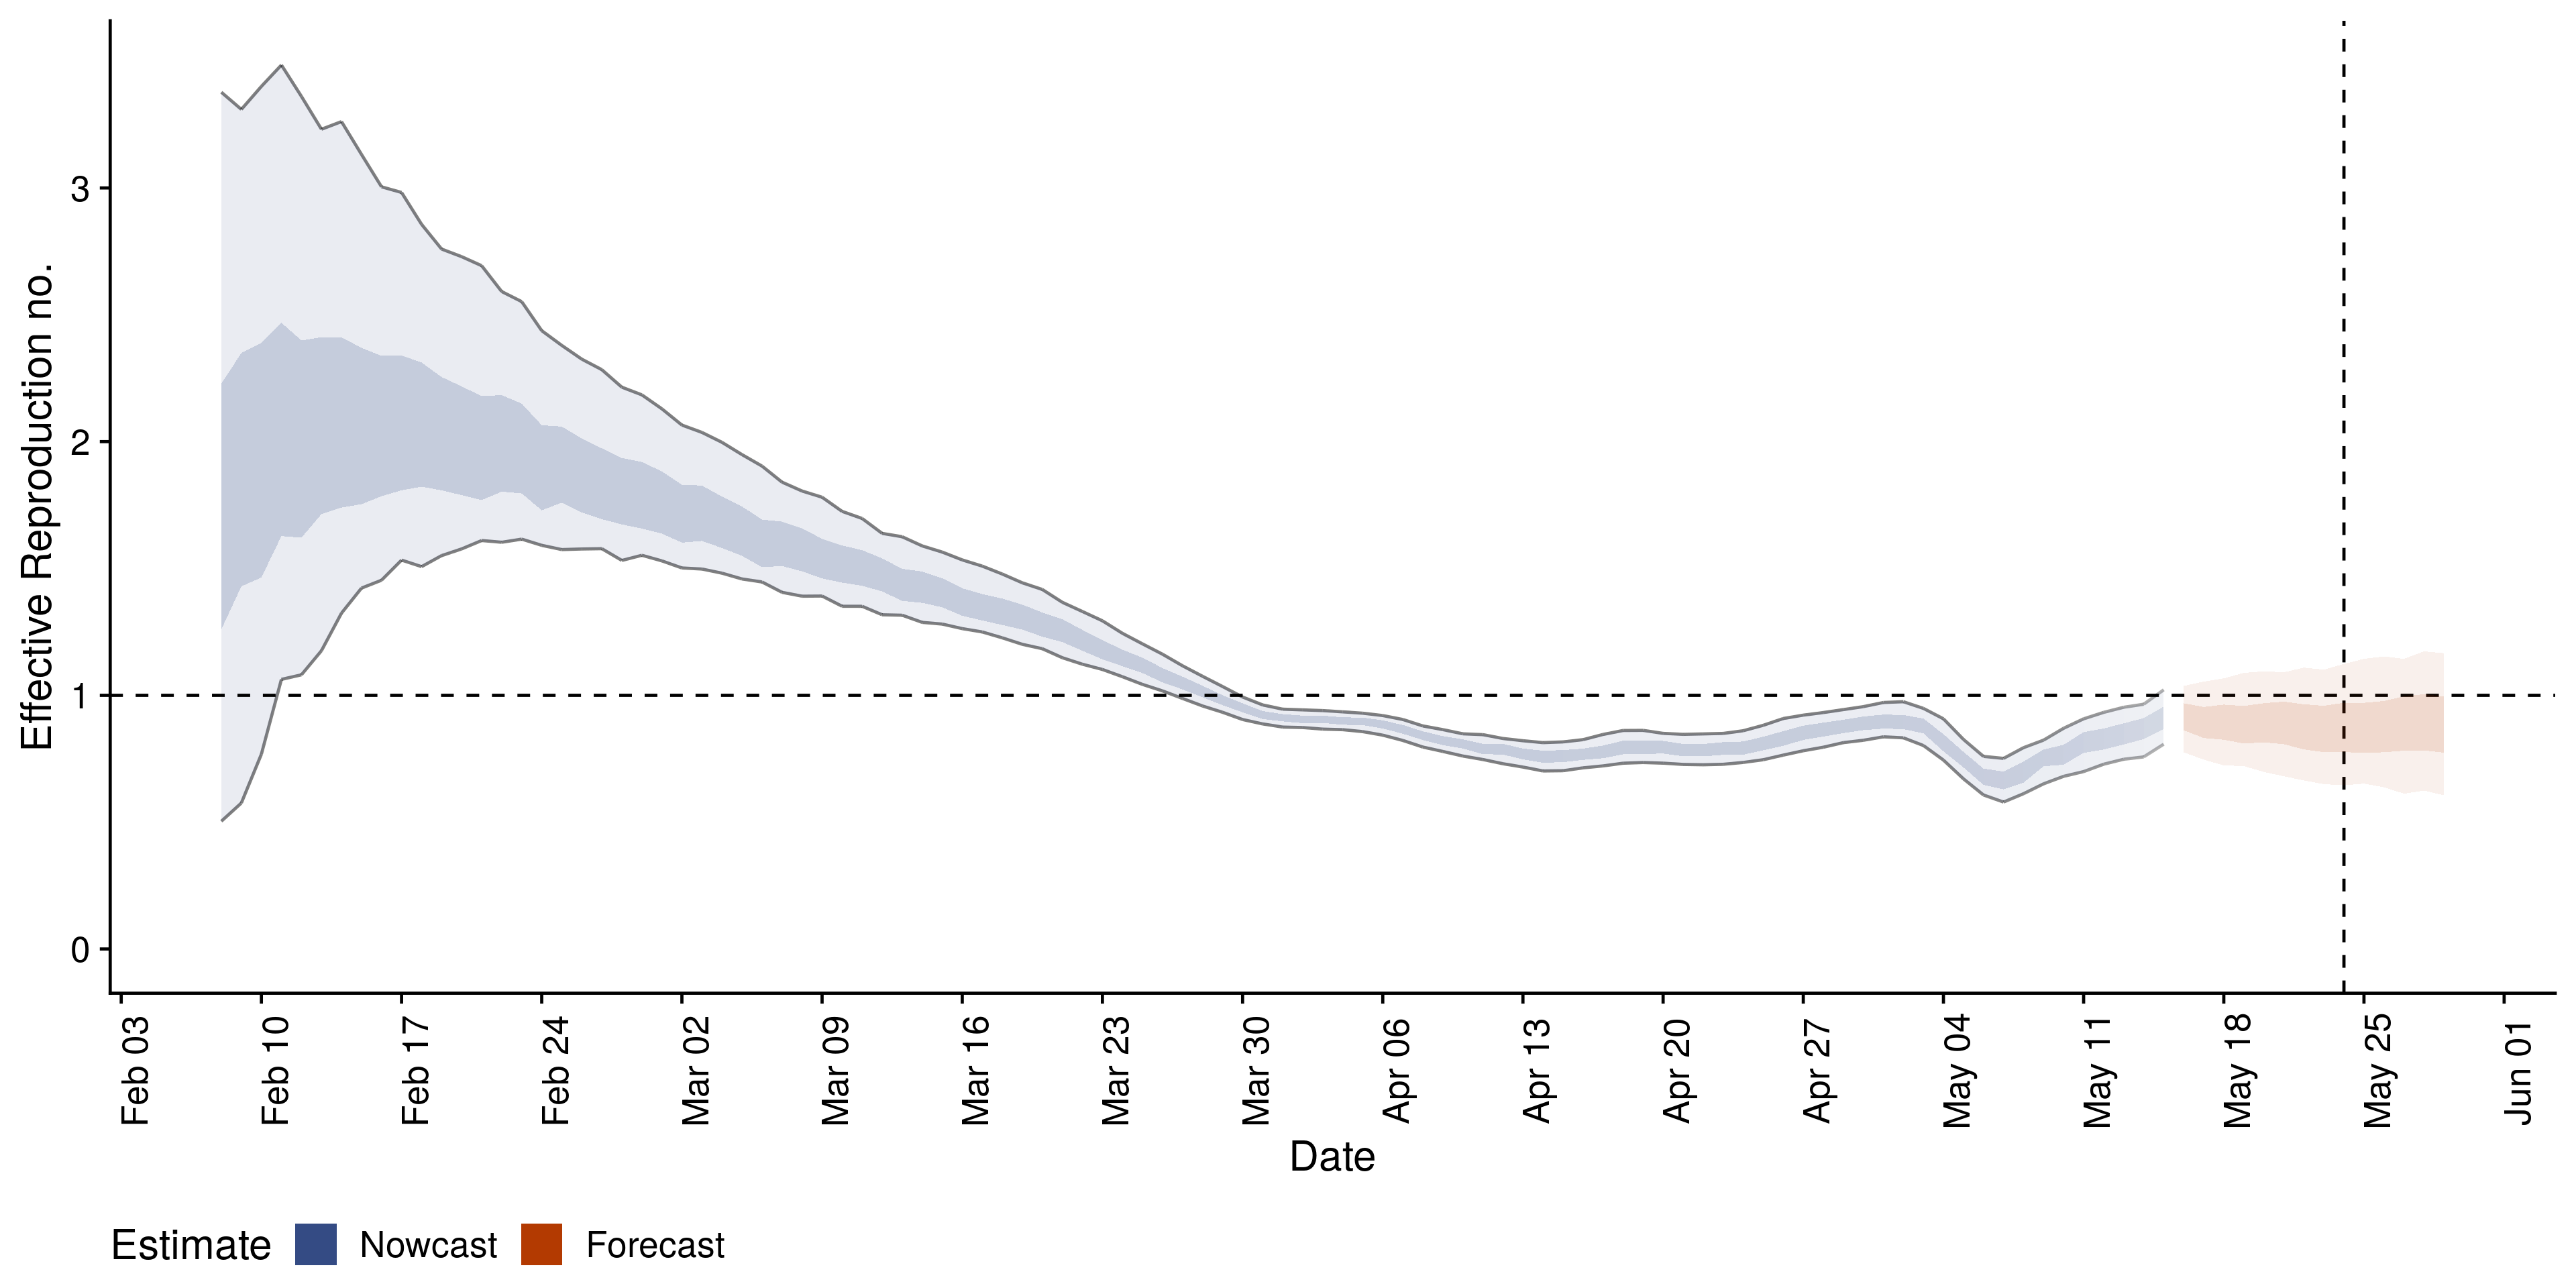 Effective Reproduction no.
3
2
1
0
Feb 03
Feb 10
Feb 17
Feb 24
Mar 02
Mar 09
Mar 16
Mar 23
Mar 30
Apr 06
Apr 13
Apr 20
Apr 27
May 04
May 11
May 18
May 25
Jun 01
Date
Estimate Nowcast Forecast